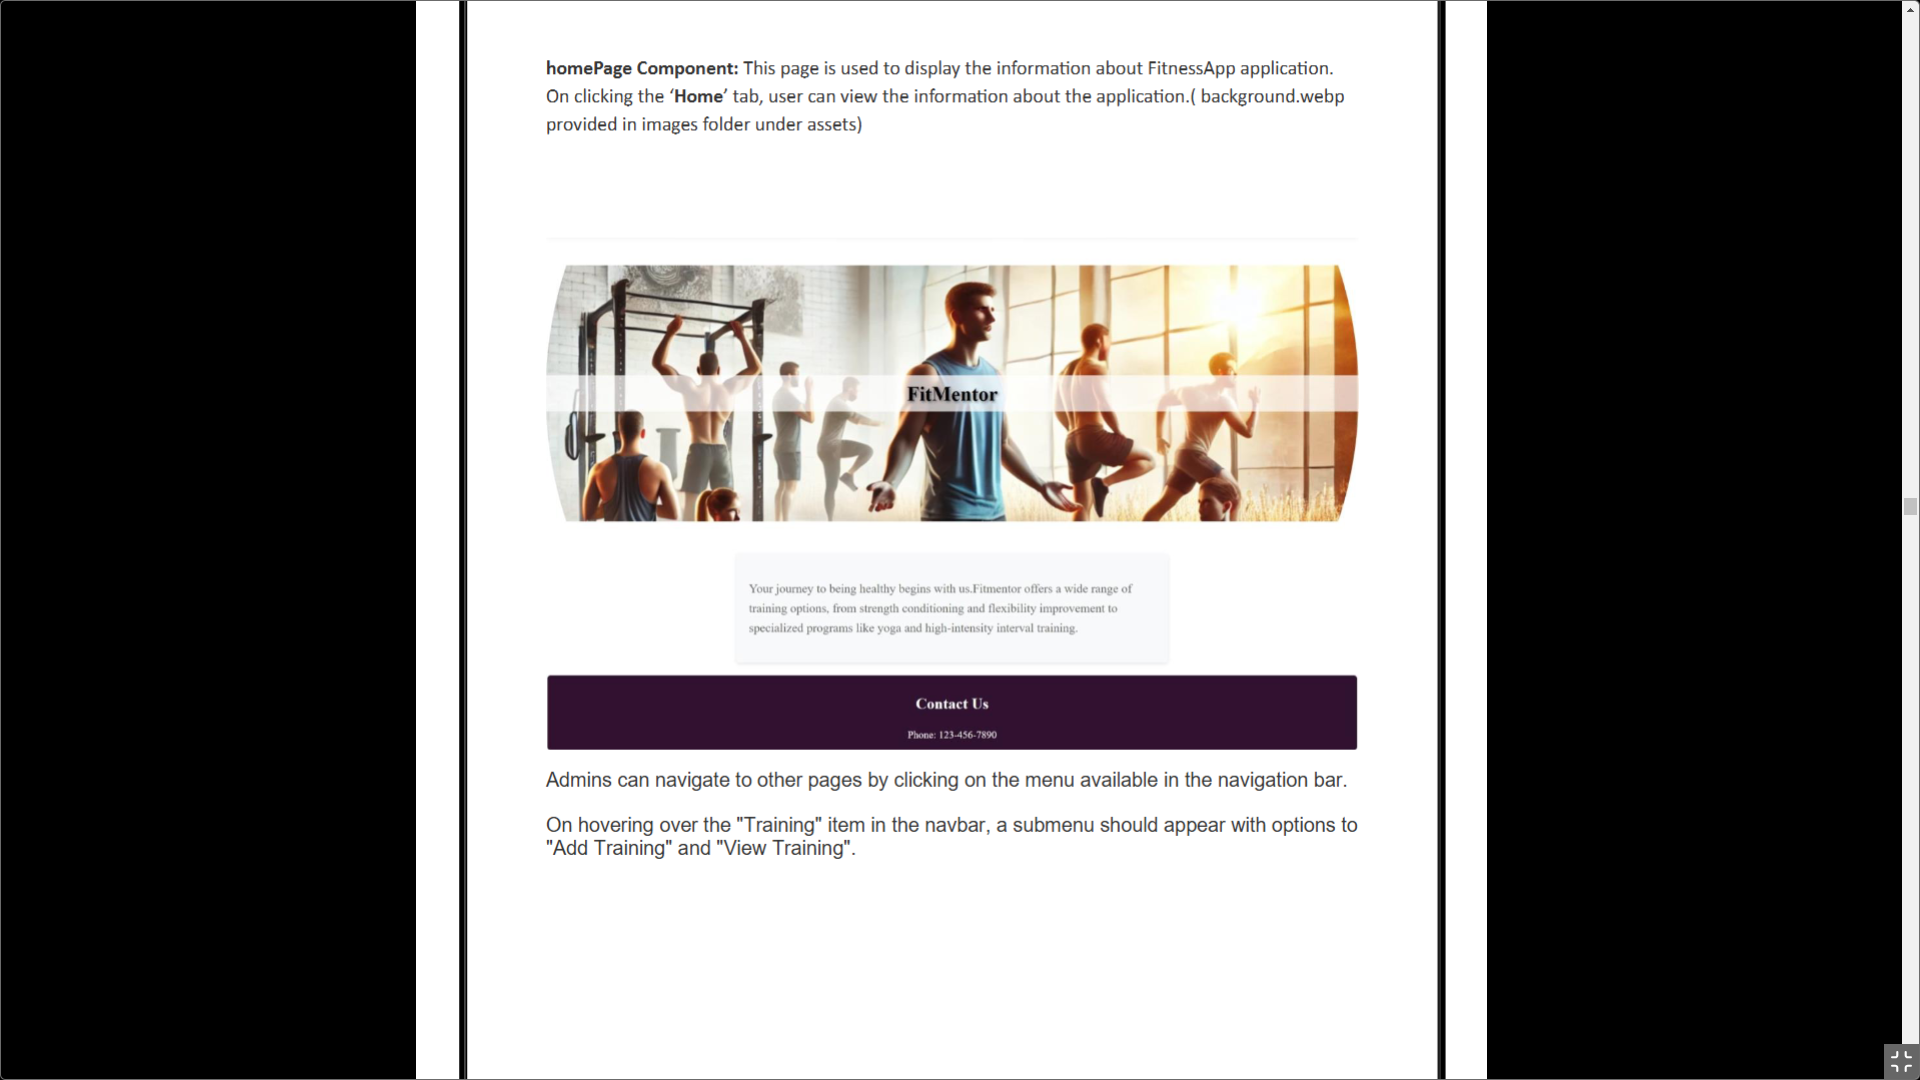 homePage Component: This page is used to display the information about FitnessApp application.
On clicking the ‘Home’ tab, user can view the information about the application.( background.webp
provided in images folder under assets)
FitMentor
Your journey to being healthy begins with us.Fitmentor offers a wide range of
training options, from strength conditioning and flexibility improvement to
specialized programs like yoga and high-intensity interval training.
Contact Us
Phone: 123-456-7890
Admins can navigate to other pages by clicking on the menu available in the navigation bar.
On hovering over the "Training" item in the navbar, a submenu should appear with options to
"Add Training" and "View Training".